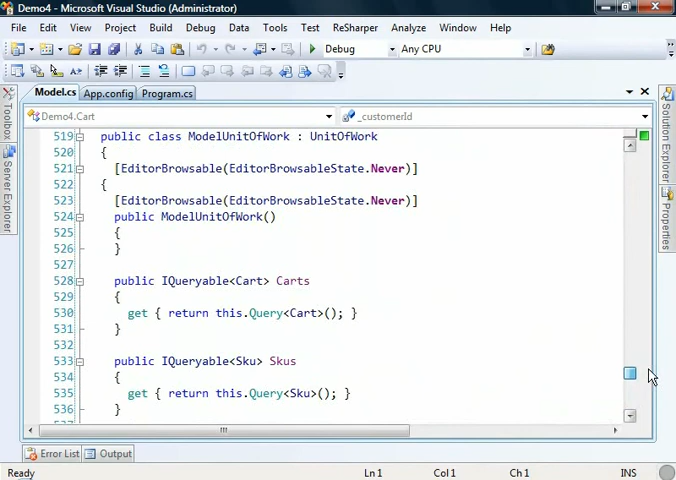 Demo4 - Microsoft Visual Studio (Administrator)
File Edit View Project Build Debug Data Tools Test ReSharper Analyze Window Help
Debug Any CPU
Model.cs App.config Program.cs
Demo4.Cart _customerId
519 public class ModelUnitOfWork : UnitOfWork
520 {
521 [EditorBrowsable(EditorBrowsableState.Never)]
522 {
523 [EditorBrowsable(EditorBrowsableState.Never)]
524 public ModelUnitOfWork()
525 {
526 }
527
528 public IQueryable<Cart> Carts
529 {
530 get { return this.Query<Cart>(); }
531 }
532
533 public IQueryable<Sku> Skus
534 {
535 get { return this.Query<Sku>(); }
536 }
Toolbox
Server Explorer
Solution Explorer
Properties
Error List Output
Ready Ln 1 Col 1 Ch 1 INS